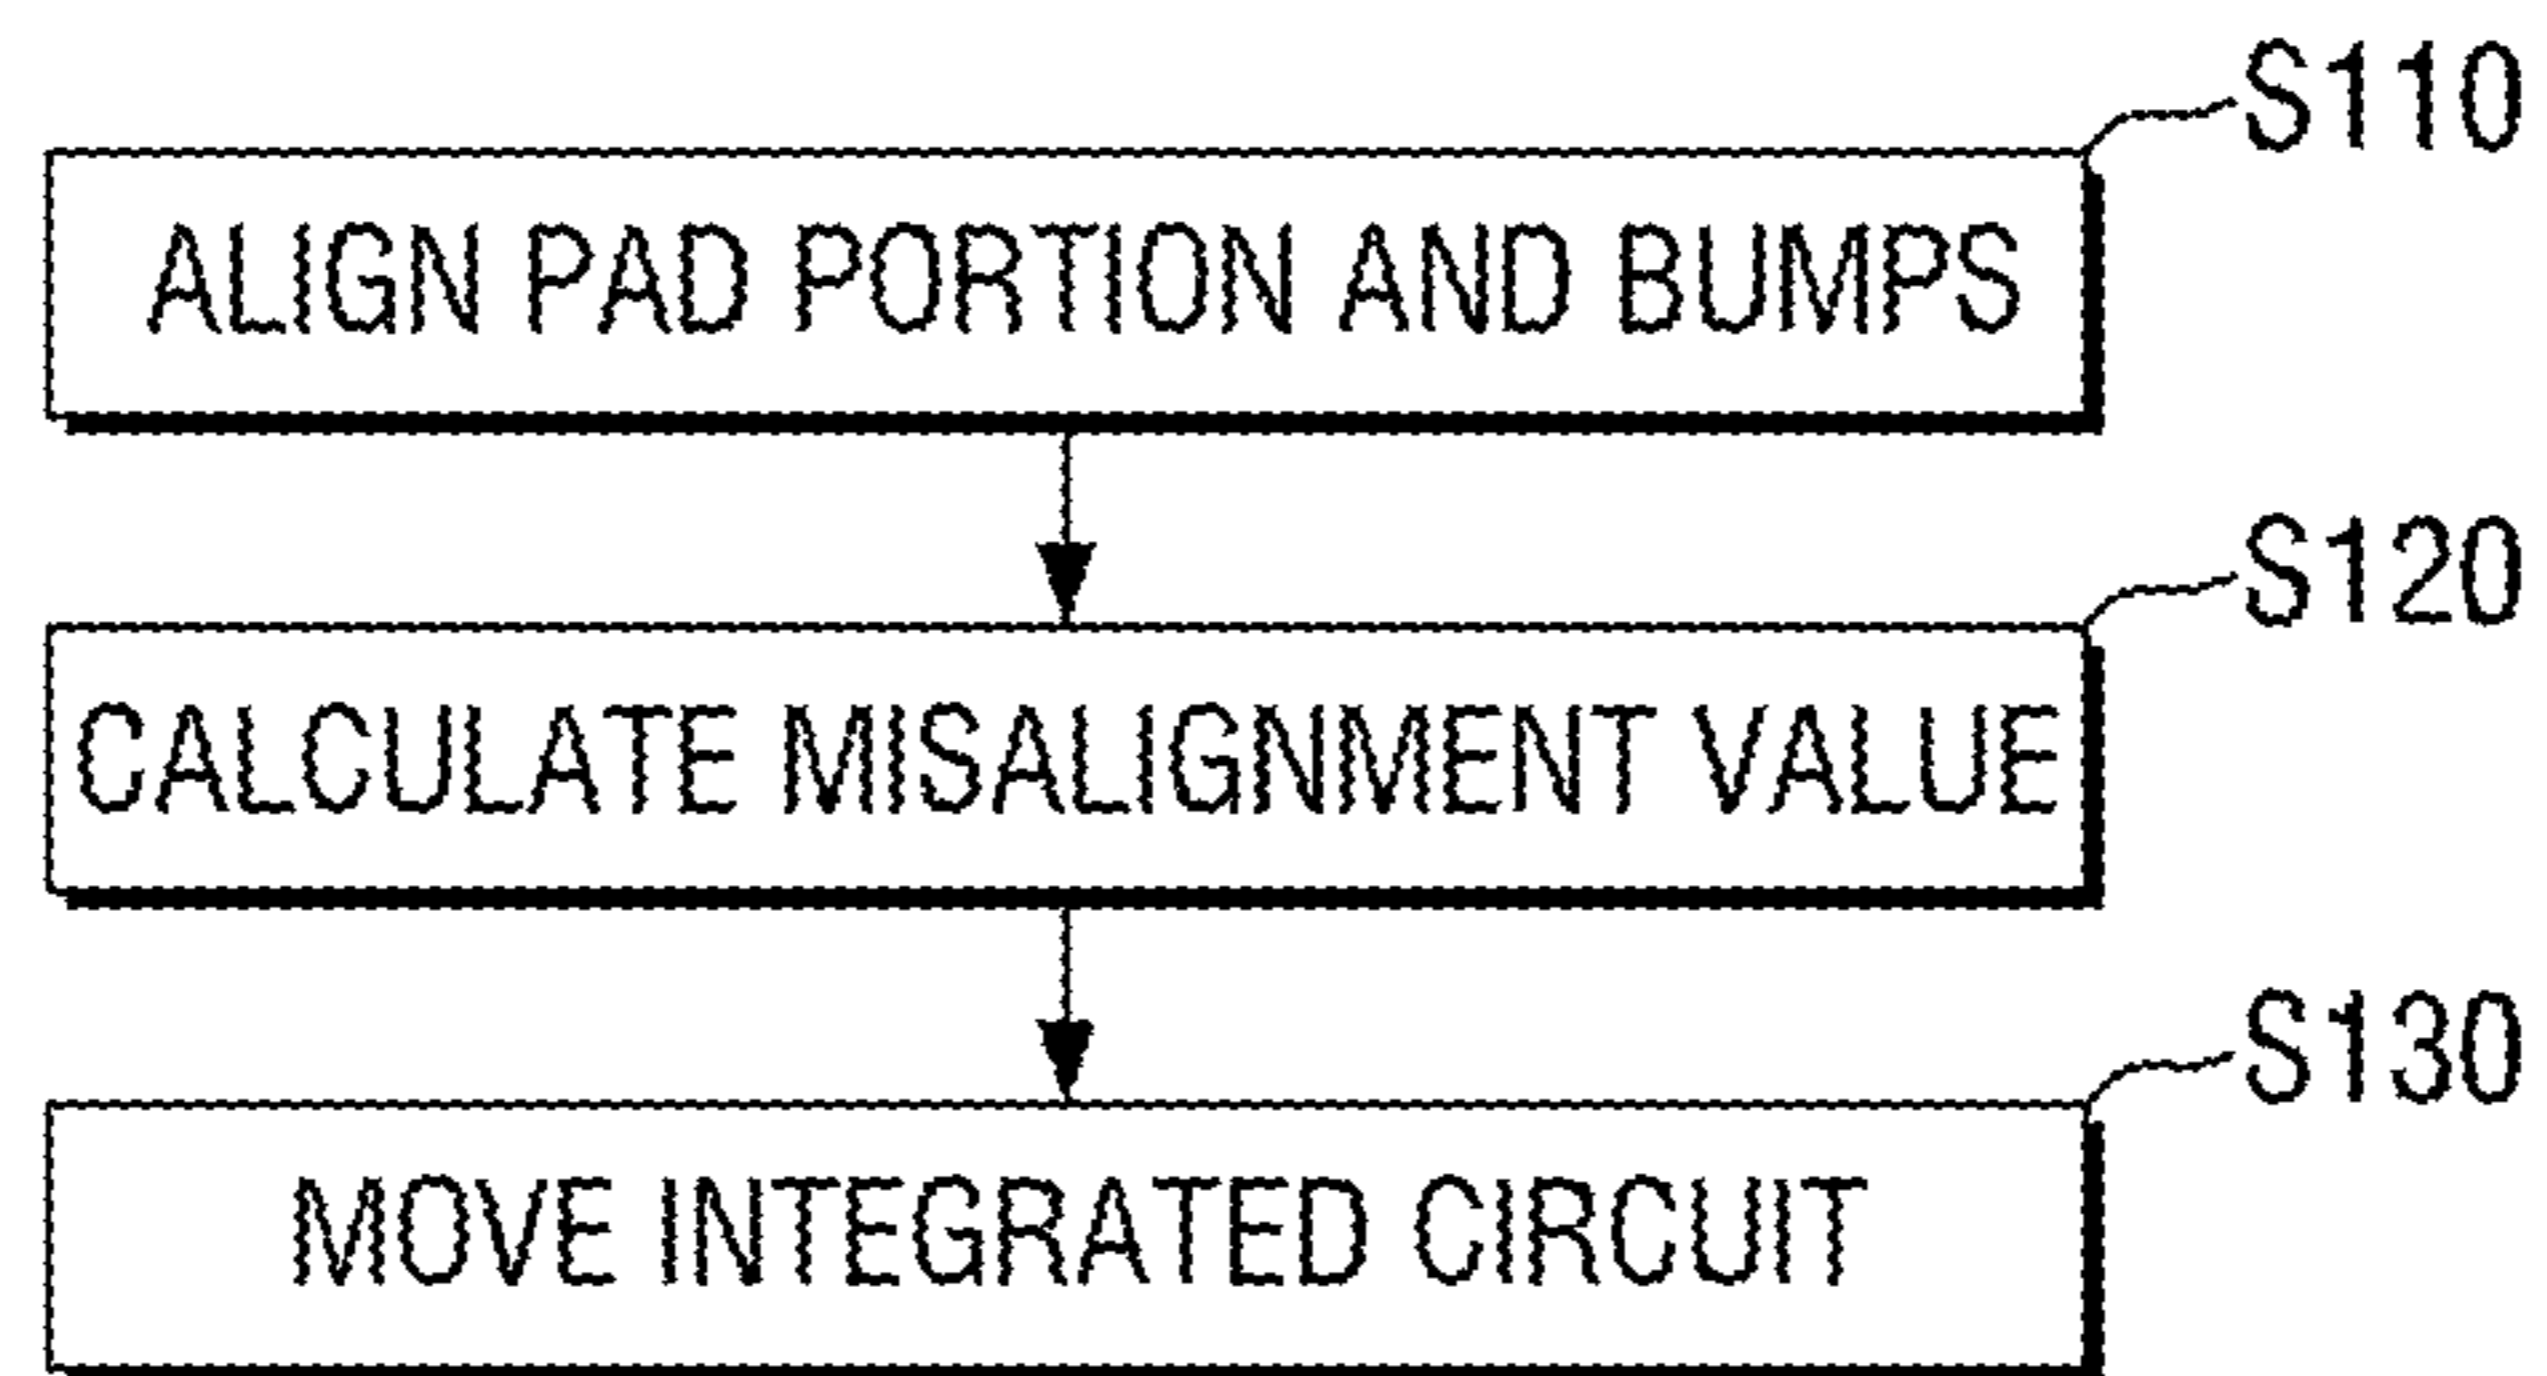 S110
ALIGN PAD PORTION AND BUMPS
S120
CALCULATE MISALIGNMENT VALUE
S130
MOVE INTEGRATED CIRCUIT